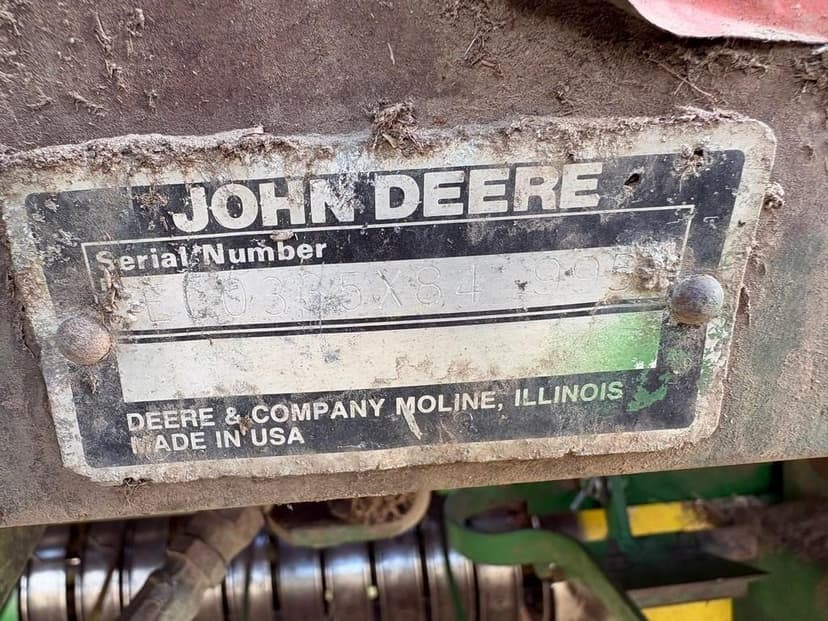 JOHN DEERE
Serial Number
DEERE & COMPANY MOLINE, ILLINOIS
MADE IN USA